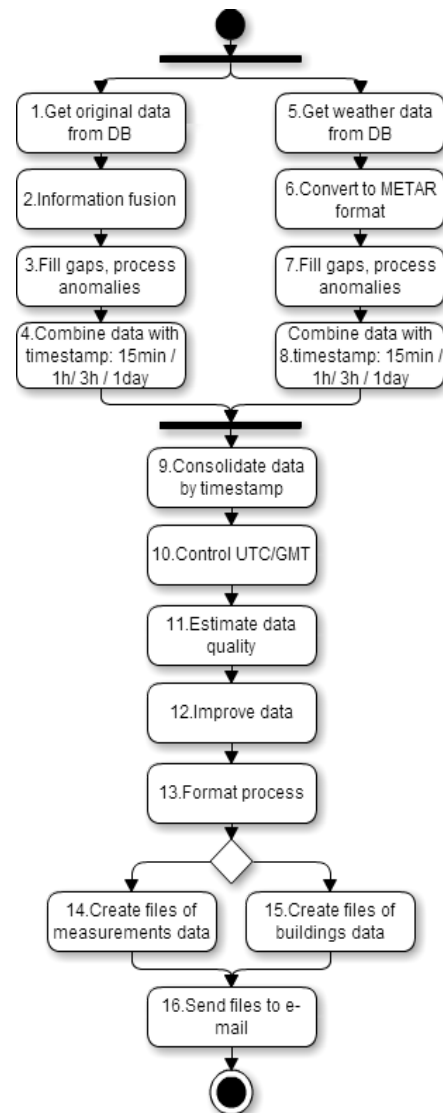 1.Get original data
from DB
2.Information fusion
3.Fill gaps, process
anomalies
4.Combine data with
timestamp: 15min /
1h/ 3h / 1day
5.Get weather data
from DB
6.Convert to METAR
format
7.Fill gaps, process
anomalies
Combine data with
8.timestamp: 15min /
1h/ 3h / 1day
9.Consolidate data
by timestamp
10.Control UTC/GMT
11.Estimate data
quality
12.Improve data
13.Format process
14.Create files of
measurements data
15.Create files of
buildings data
16.Send files to e-
mail